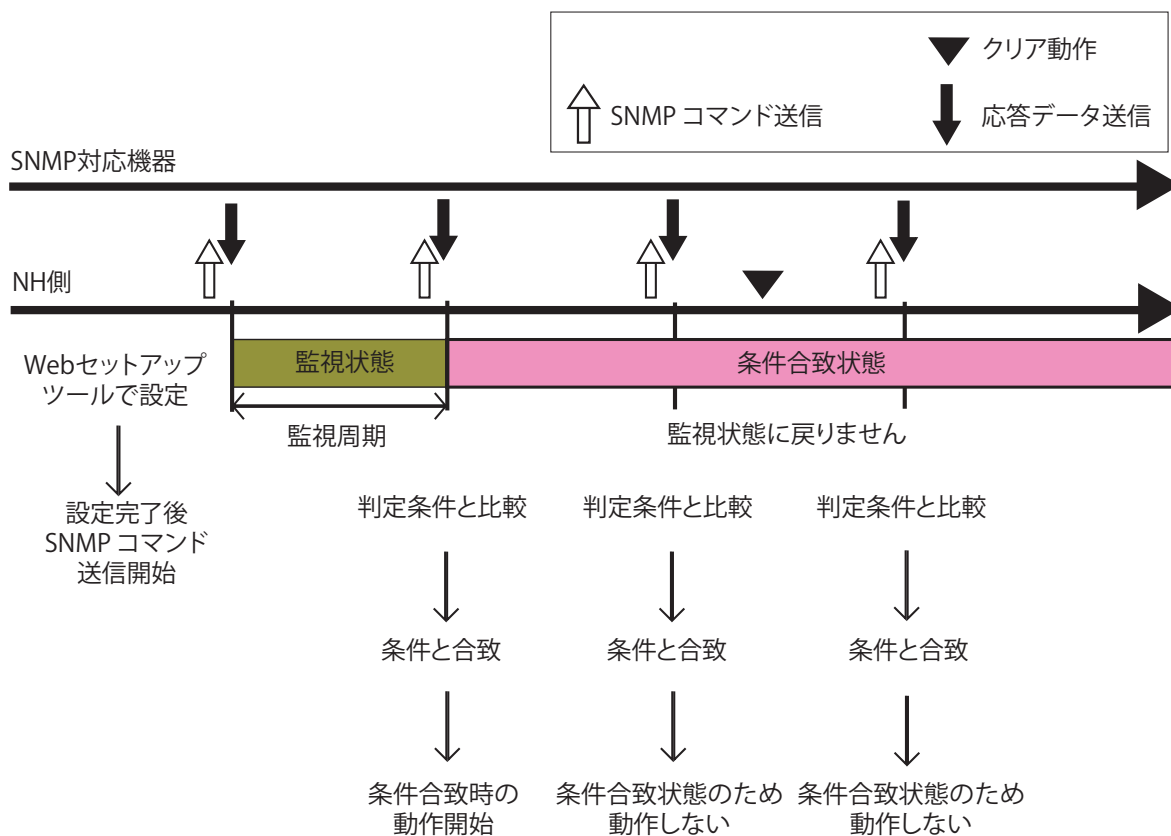 クリア動作
SNMP コマンド送信
応答データ送信
SNMP対応機器
NH側
Webセットアップ
ツールで設定
監視状態
条件合致状態
監視周期
監視状態に戻りません
設定完了後
SNMP コマンド
送信開始
判定条件と比較
判定条件と比較
判定条件と比較
条件と合致
条件と合致
条件と合致
条件合致時の
動作開始
条件合致状態のため
動作しない
条件合致状態のため
動作しない